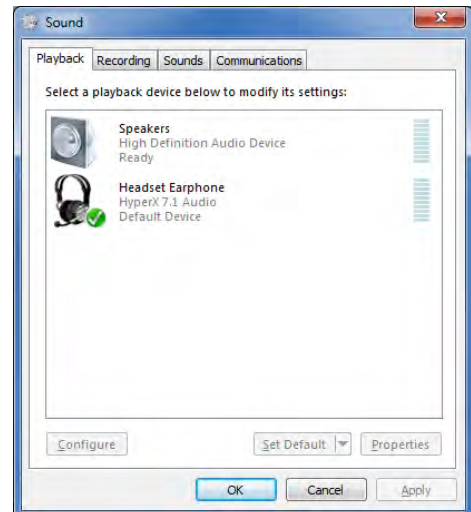 Sound
Playback Recording Sounds Communications
Select a playback device below to modify its settings:
Speakers
High Definition Audio Device
Ready
Headset Earphone
HyperX 7.1 Audio
Default Device
Configure Set Default Properties
OK Cancel Apply